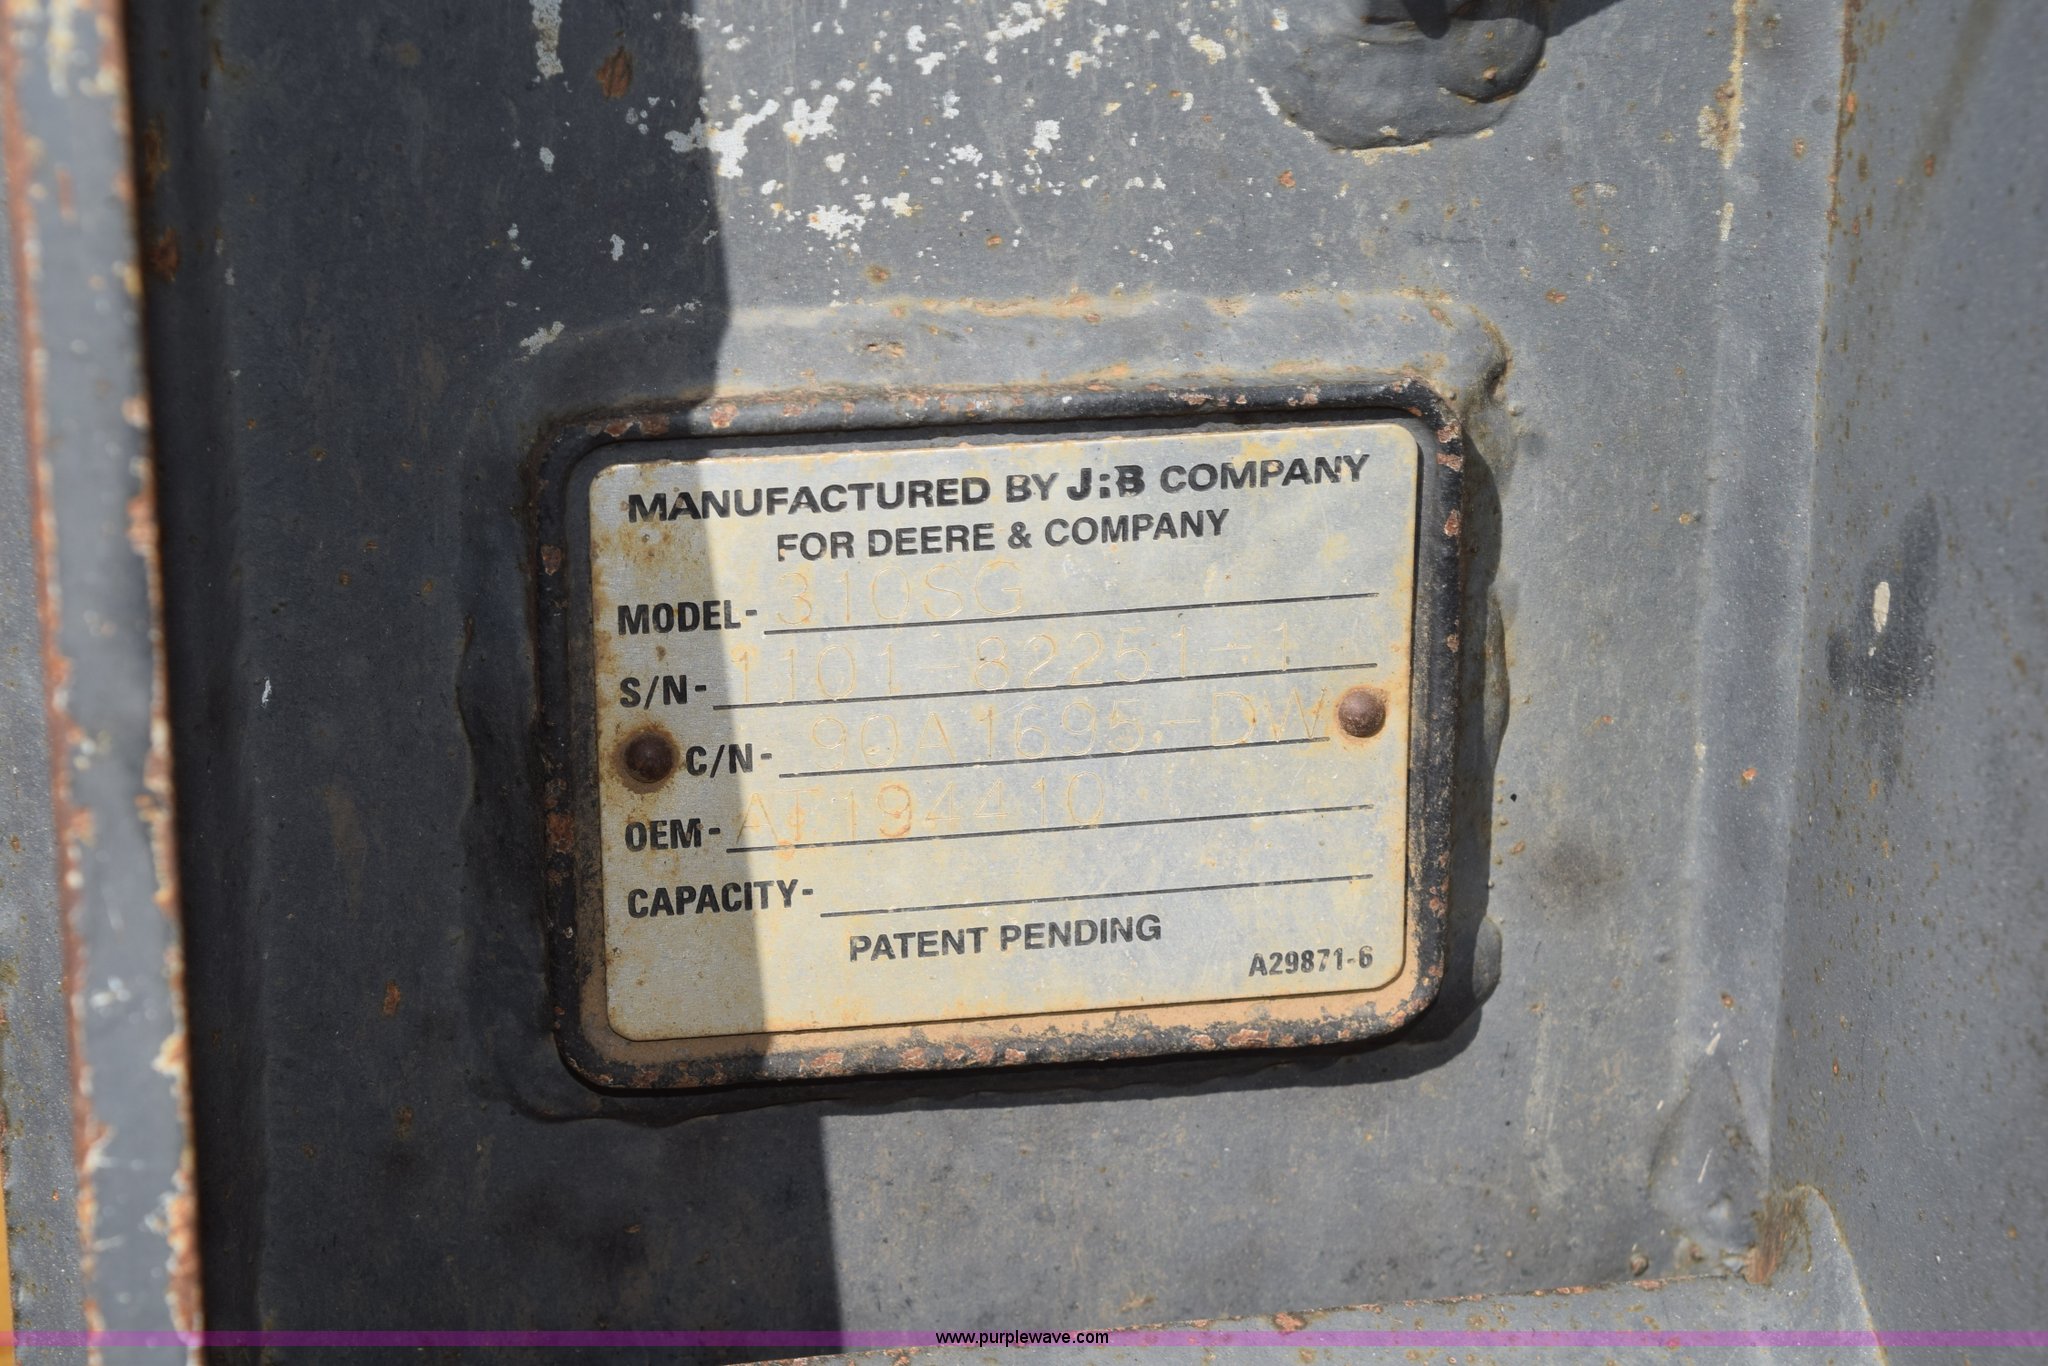 MANUFACTURED BY J:B COMPANY
FOR DEERE & COMPANY
MODEL- 310SG
S/N- 1101-82251-1
C/N- 90A1695-DW
OEM- AT194410
CAPACITY-
PATENT PENDING
A29871-6
www.purplewave.com